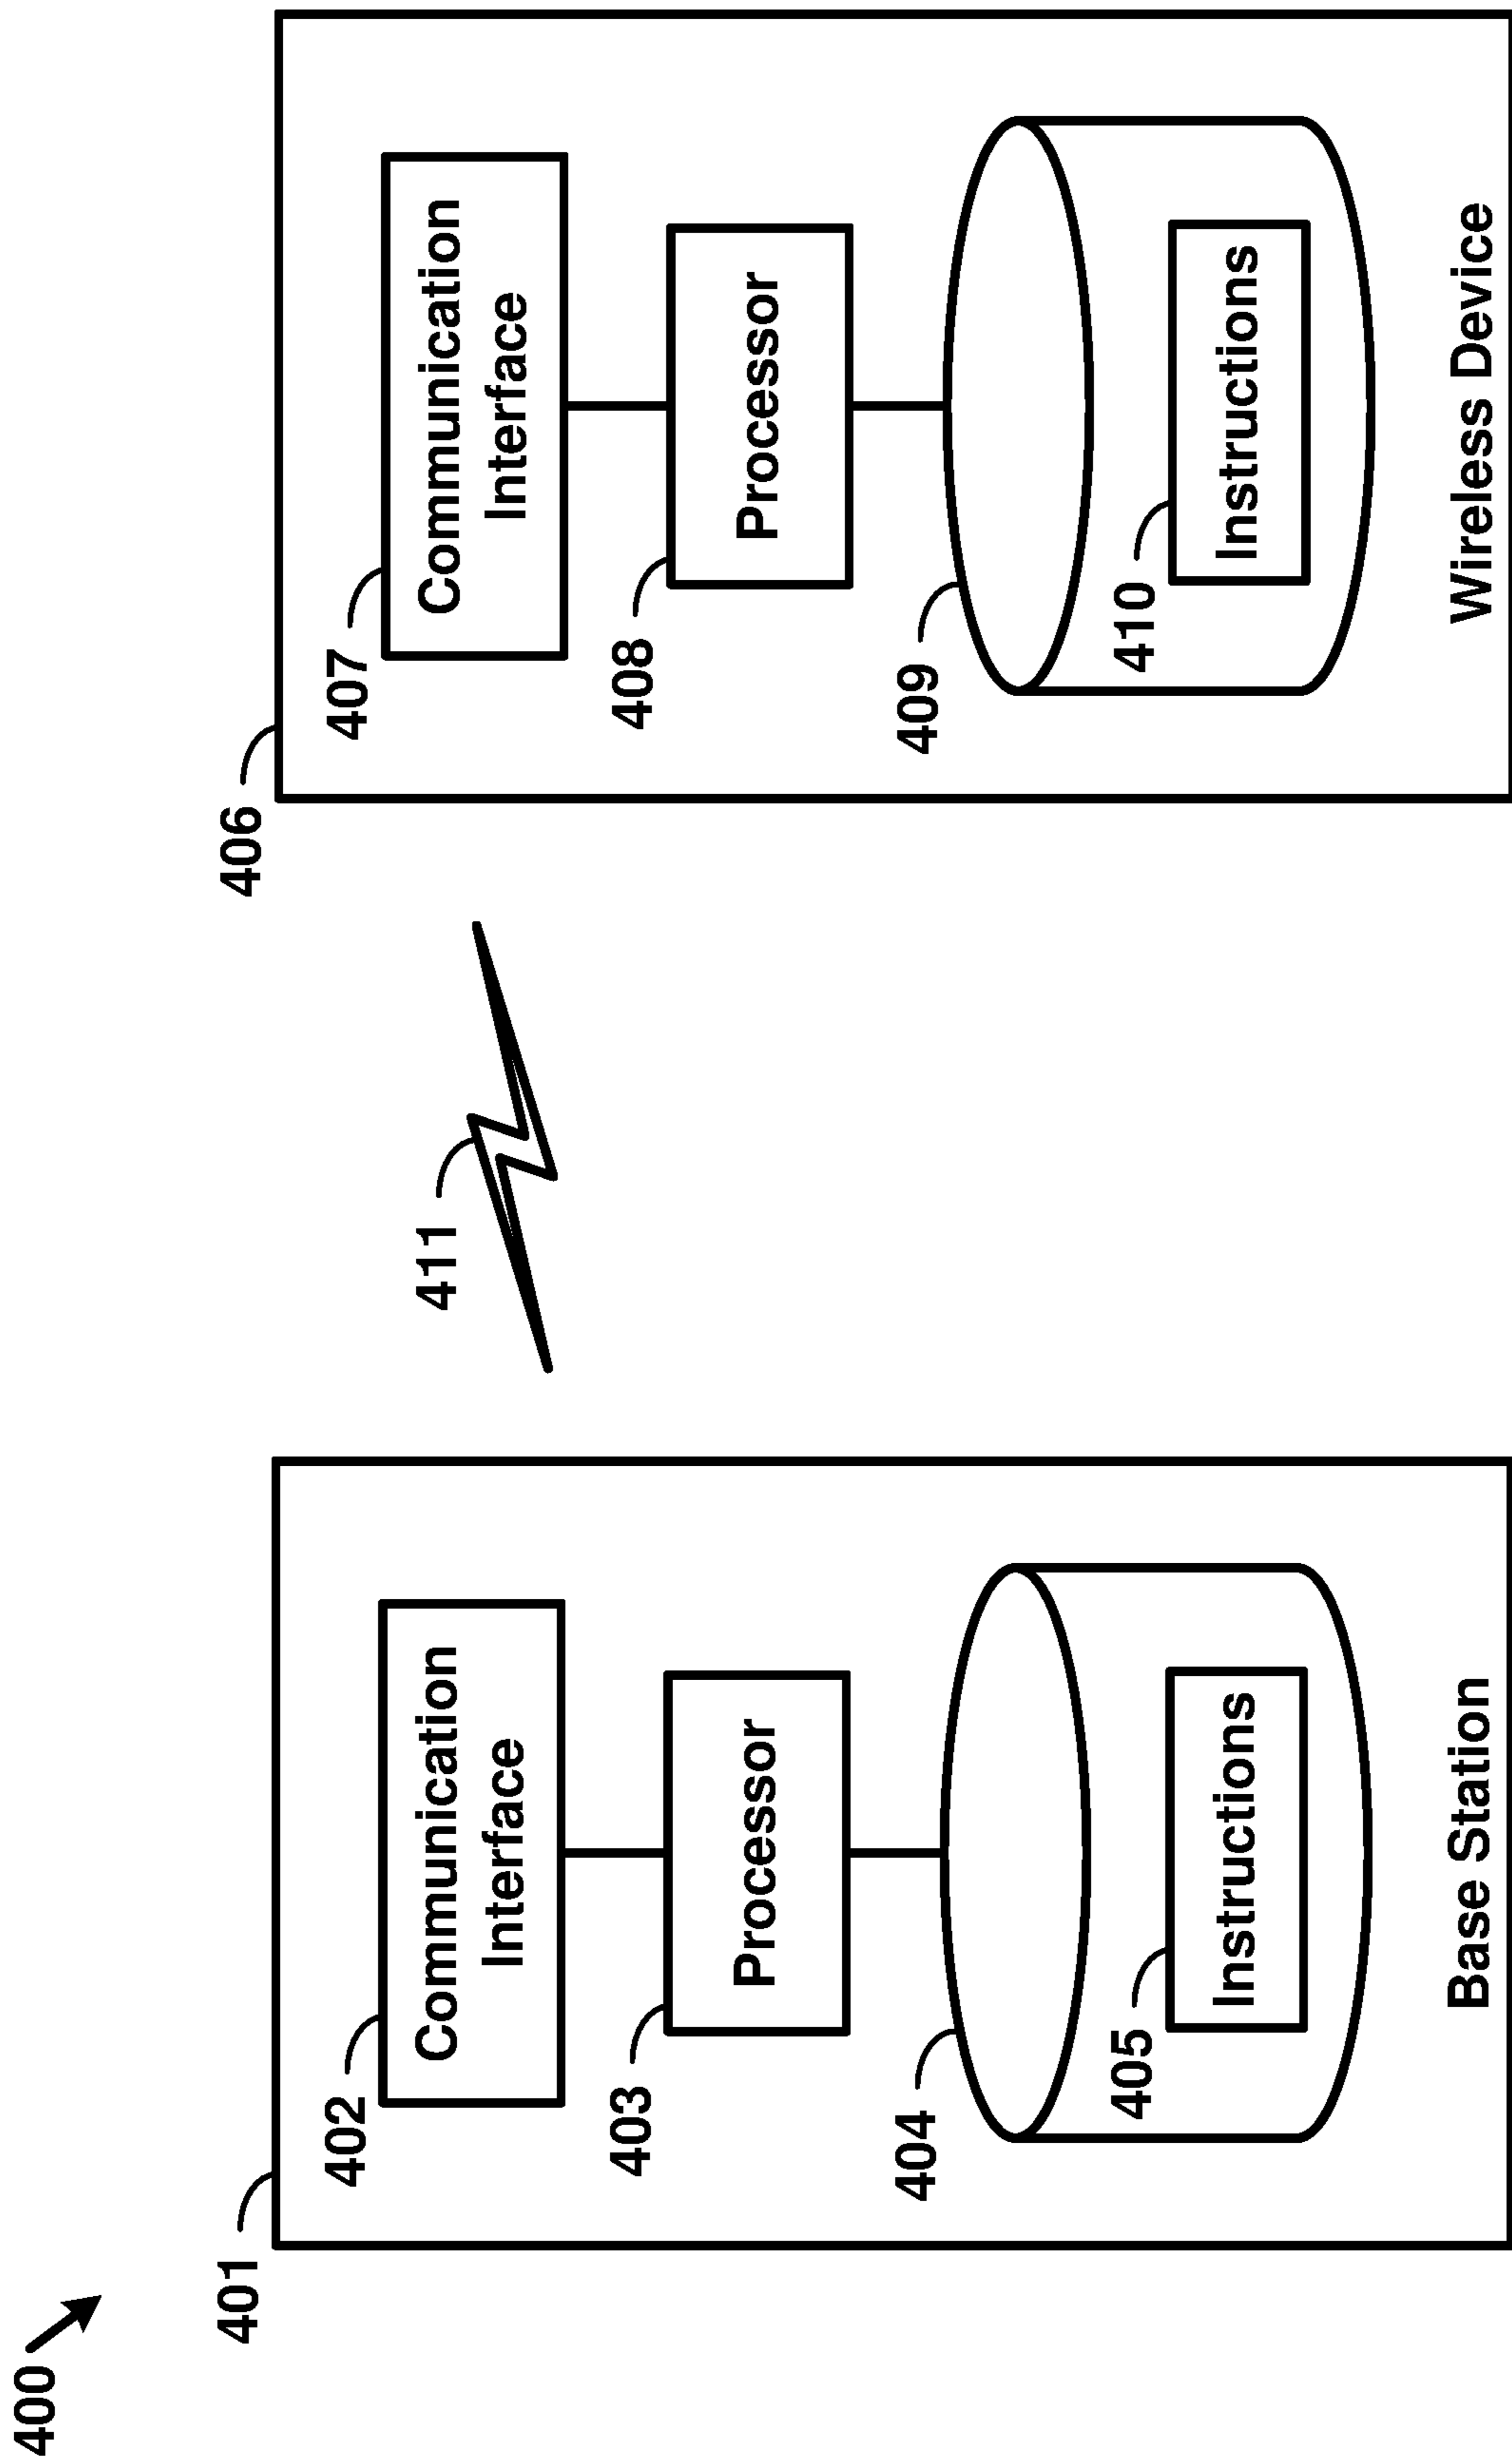 400
401
402
Communication
Interface
403
Processor
404
405
Instructions
Base Station
411
406
407
Communication
Interface
408
Processor
409
410
Instructions
Wireless Device